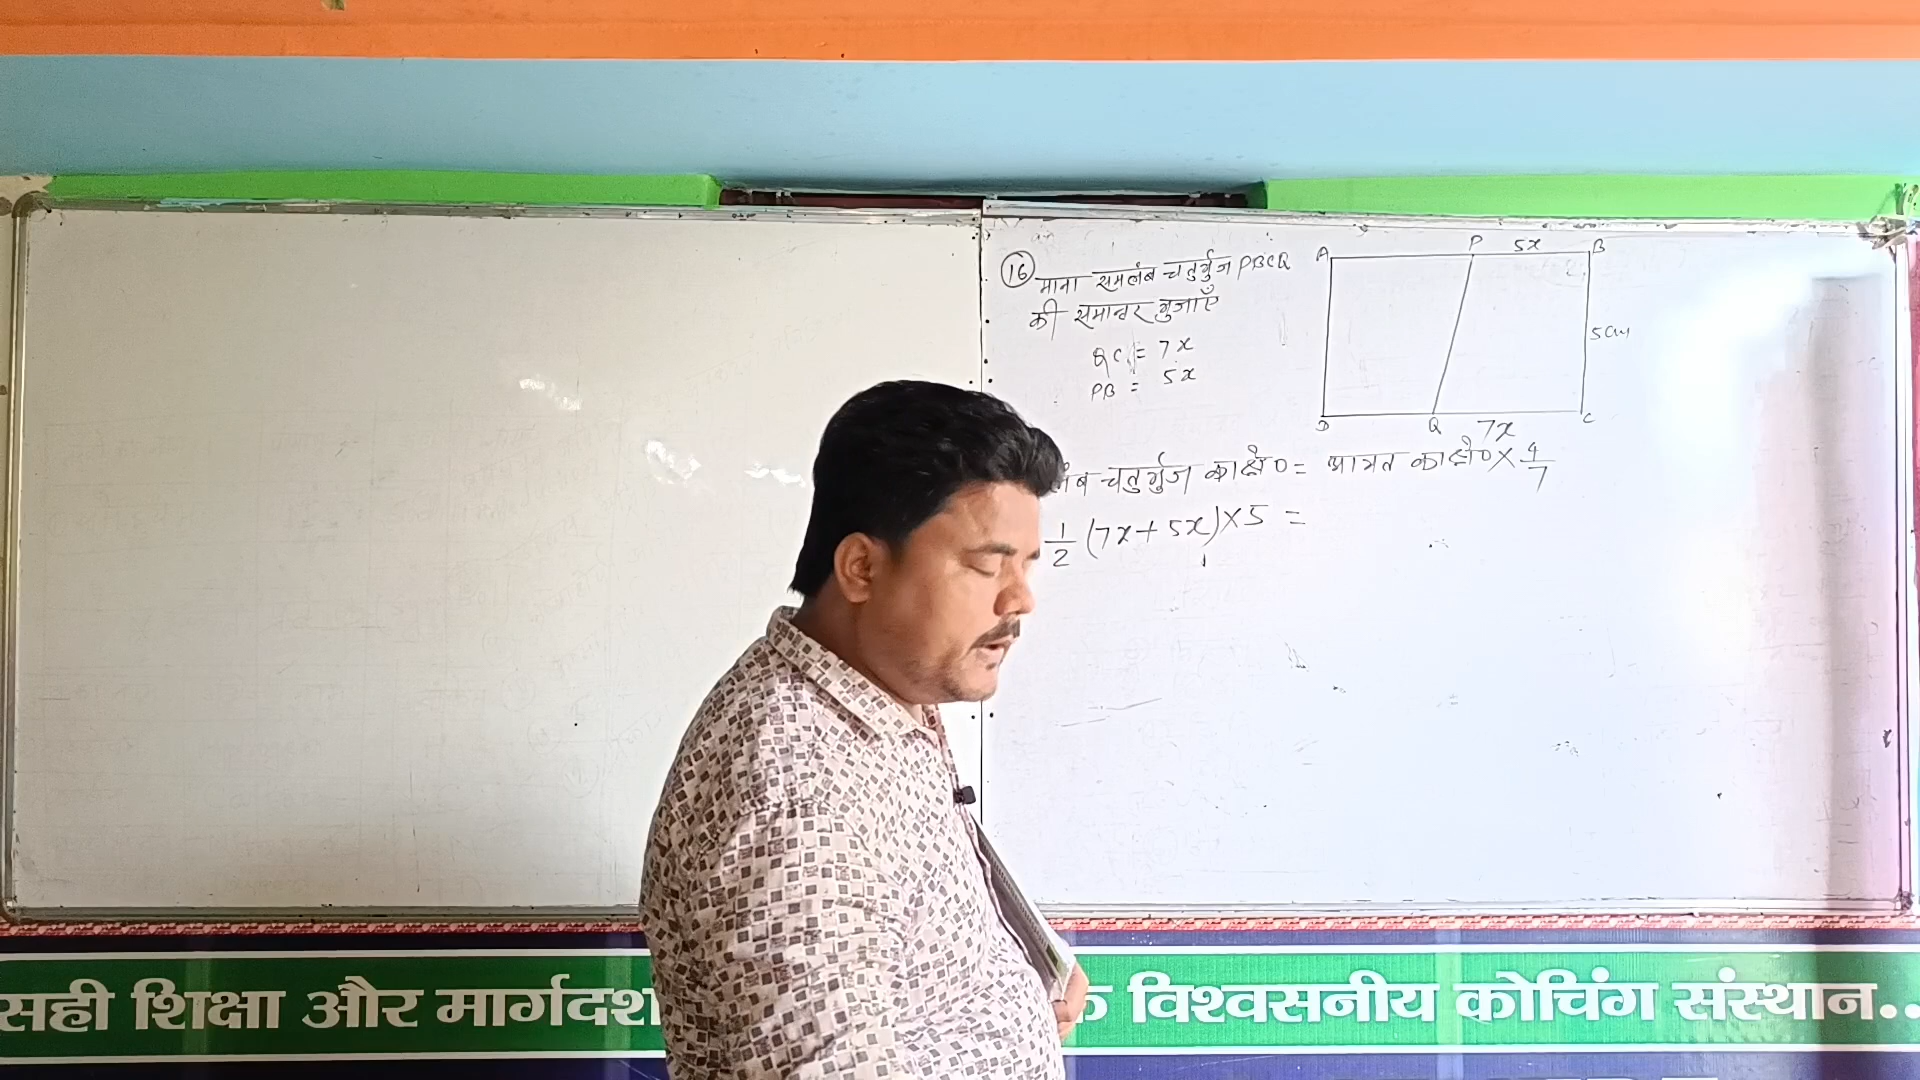 16 माना समलंब चतुर्भुज PBCQ
की समान्तर भुजाएँ
QC = 7x
PB = 5x
A P 5x B
5cm
D Q 7x C
लंब चतुर्भुज का क्षे० = आयत का क्षे० × 4/7
1/2 (7x + 5x) × 5 =
सही शिक्षा और मार्गदश
विश्वसनीय कोचिंग संस्थान..